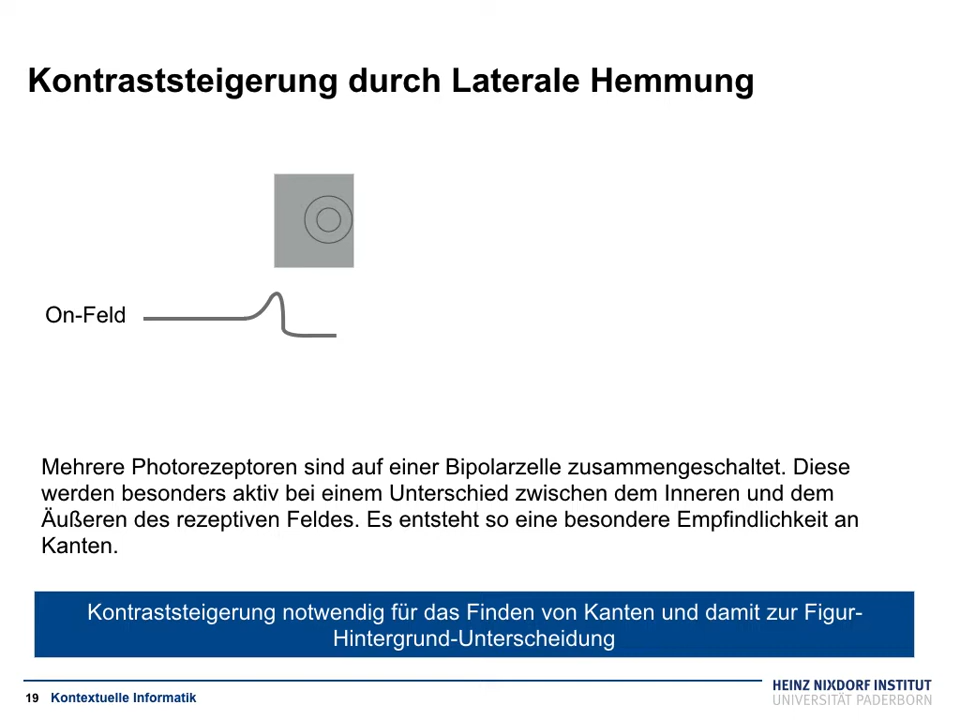 Kontraststeigerung durch Laterale Hemmung
On-Feld
Mehrere Photorezeptoren sind auf einer Bipolarzelle zusammengeschaltet. Diese
werden besonders aktiv bei einem Unterschied zwischen dem Inneren und dem
Äußeren des rezeptiven Feldes. Es entsteht so eine besondere Empfindlichkeit an
Kanten.
Kontraststeigerung notwendig für das Finden von Kanten und damit zur Figur-
Hintergrund-Unterscheidung
19 Kontextuelle Informatik
HEINZ NIXDORF INSTITUT
UNIVERSITÄT PADERBORN